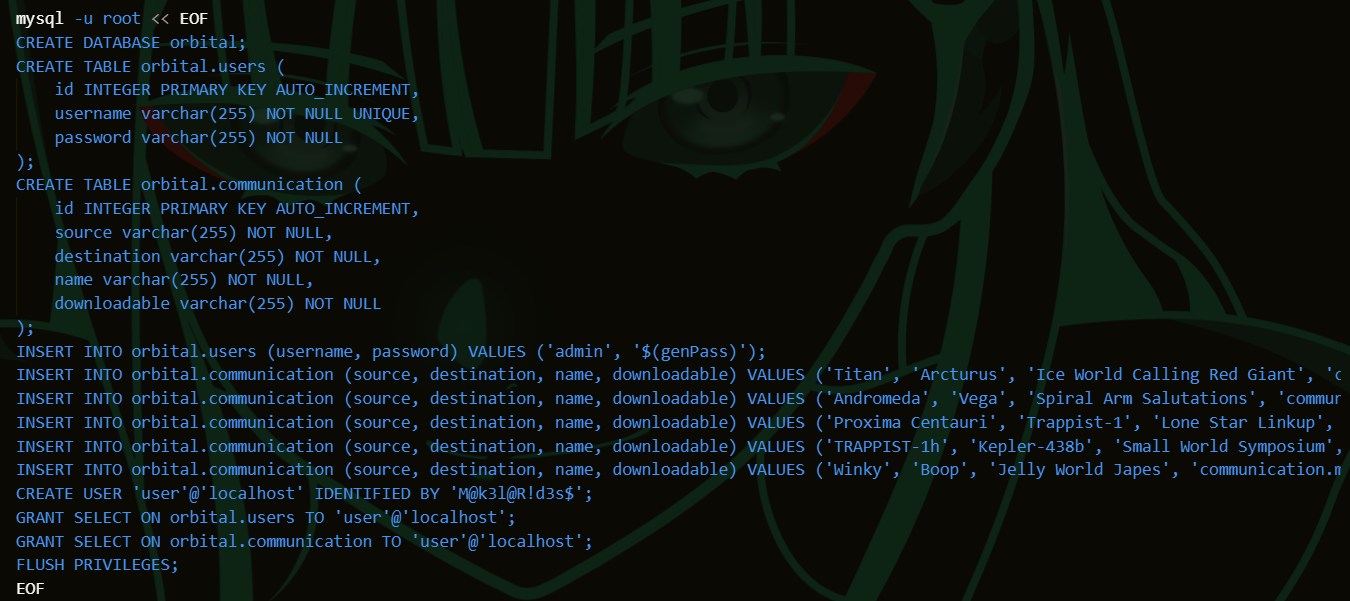 mysql -u root << EOF
CREATE DATABASE orbital;
CREATE TABLE orbital.users (
    id INTEGER PRIMARY KEY AUTO_INCREMENT,
    username varchar(255) NOT NULL UNIQUE,
    password varchar(255) NOT NULL
);
CREATE TABLE orbital.communication (
    id INTEGER PRIMARY KEY AUTO_INCREMENT,
    source varchar(255) NOT NULL,
    destination varchar(255) NOT NULL,
    name varchar(255) NOT NULL,
    downloadable varchar(255) NOT NULL
);
INSERT INTO orbital.users (username, password) VALUES ('admin', '$(genPass)');
INSERT INTO orbital.communication (source, destination, name, downloadable) VALUES ('Titan', 'Arcturus', 'Ice World Calling Red Giant', 'c
INSERT INTO orbital.communication (source, destination, name, downloadable) VALUES ('Andromeda', 'Vega', 'Spiral Arm Salutations', 'commun
INSERT INTO orbital.communication (source, destination, name, downloadable) VALUES ('Proxima Centauri', 'Trappist-1', 'Lone Star Linkup',
INSERT INTO orbital.communication (source, destination, name, downloadable) VALUES ('TRAPPIST-1h', 'Kepler-438b', 'Small World Symposium',
INSERT INTO orbital.communication (source, destination, name, downloadable) VALUES ('Winky', 'Boop', 'Jelly World Japes', 'communication.m
CREATE USER 'user'@'localhost' IDENTIFIED BY 'M@k3l@R!d3s$';
GRANT SELECT ON orbital.users TO 'user'@'localhost';
GRANT SELECT ON orbital.communication TO 'user'@'localhost';
FLUSH PRIVILEGES;
EOF